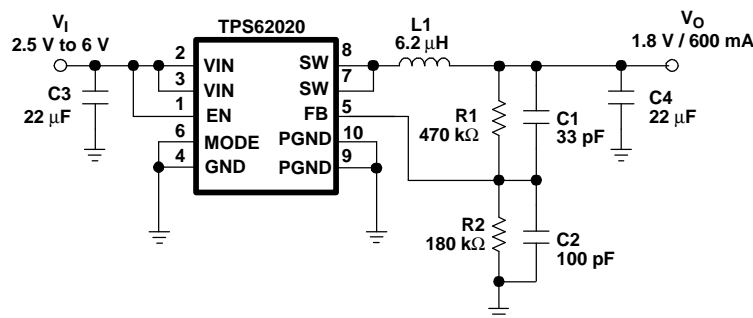 TPS62020
V_I
2.5 V to 6 V
C3
22 μF
2
VIN
3
VIN
1
EN
6
MODE
4
GND
SW
8
SW
7
FB
5
PGND
10
PGND
9
L1
6.2 μH
R1
470 kΩ
C1
33 pF
R2
180 kΩ
C2
100 pF
V_O
1.8 V / 600 mA
C4
22 μF